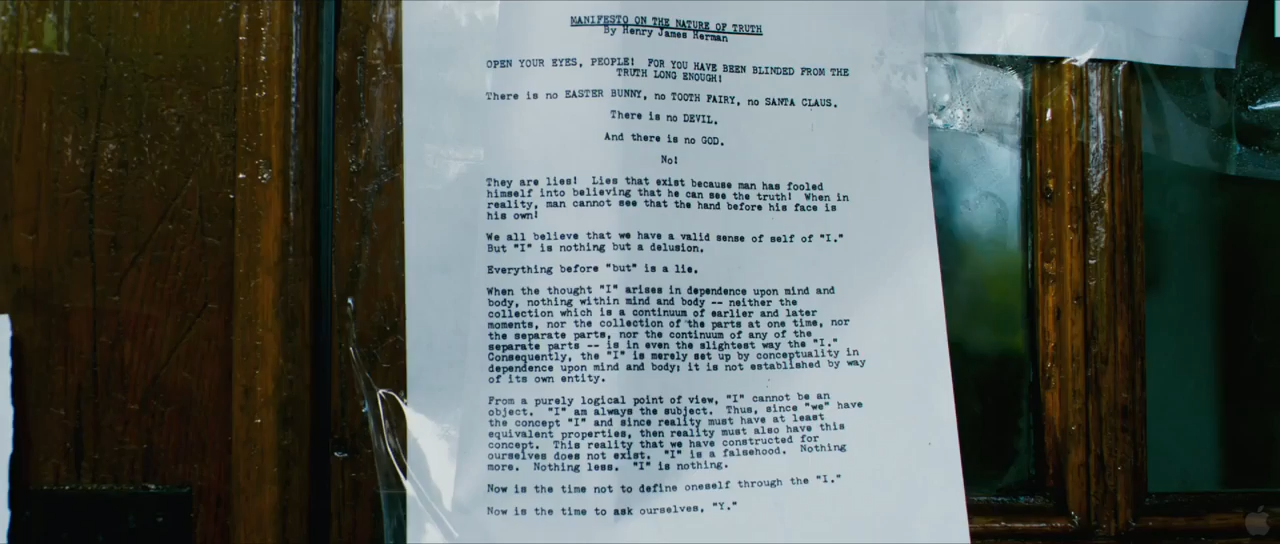 MANIFESTO ON THE NATURE OF TRUTH
By Henry James Herman
OPEN YOUR EYES, PEOPLE! FOR YOU HAVE BEEN BLINDED FROM THE
TRUTH LONG ENOUGH!
There is no EASTER BUNNY, no TOOTH FAIRY, no SANTA CLAUS.
There is no DEVIL.
And there is no GOD.
No!
They are lies! Lies that exist because man has fooled
himself into believing that he can see the truth! When in
reality, man cannot see that the hand before his face is
his own!
We all believe that we have a valid sense of self of "I."
But "I" is nothing but a delusion.
Everything before "but" is a lie.
When the thought "I" arises in dependence upon mind and
body, nothing within mind and body -- neither the
collection which is a continuum of earlier and later
moments, nor the collection of the parts at one time, nor
the separate parts, nor the continuum of any of the
separate parts -- is in even the slightest way the "I."
Consequently, the "I" is merely set up by conceptuality in
dependence upon mind and body; it is not established by way
of its own entity.
From a purely logical point of view, "I" cannot be an
object. "I" am always the subject. Thus, since "we" have
the concept "I" and since reality must have at least
equivalent properties, then reality must also have this
concept. This reality that we have constructed for
ourselves does not exist. "I" is a falsehood. Nothing
more. Nothing less. "I" is nothing.
Now is the time not to define oneself through the "I."
Now is the time to ask ourselves, "Y."